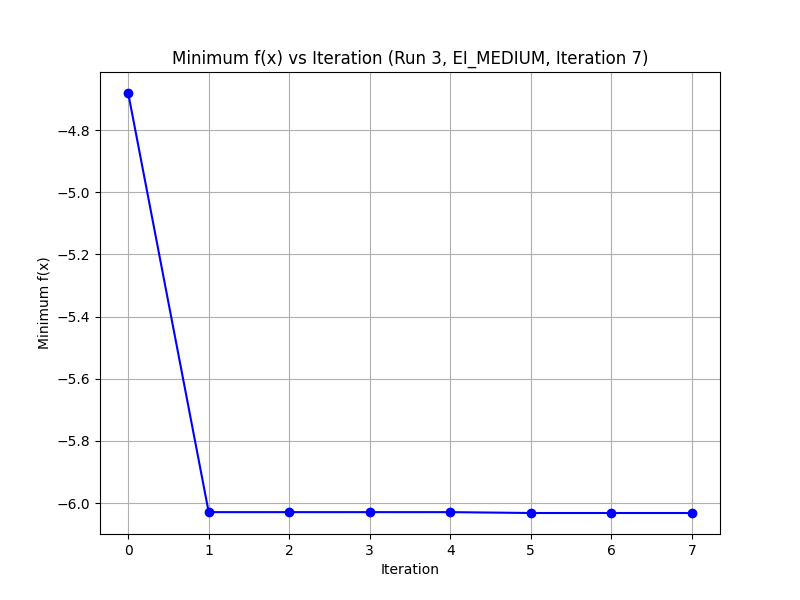 Minimum f(x) vs Iteration (Run 3, EI_MEDIUM, Iteration 7)
Minimum f(x)
−4.8
−5.0
−5.2
−5.4
−5.6
−5.8
−6.0
0 1 2 3 4 5 6 7
Iteration